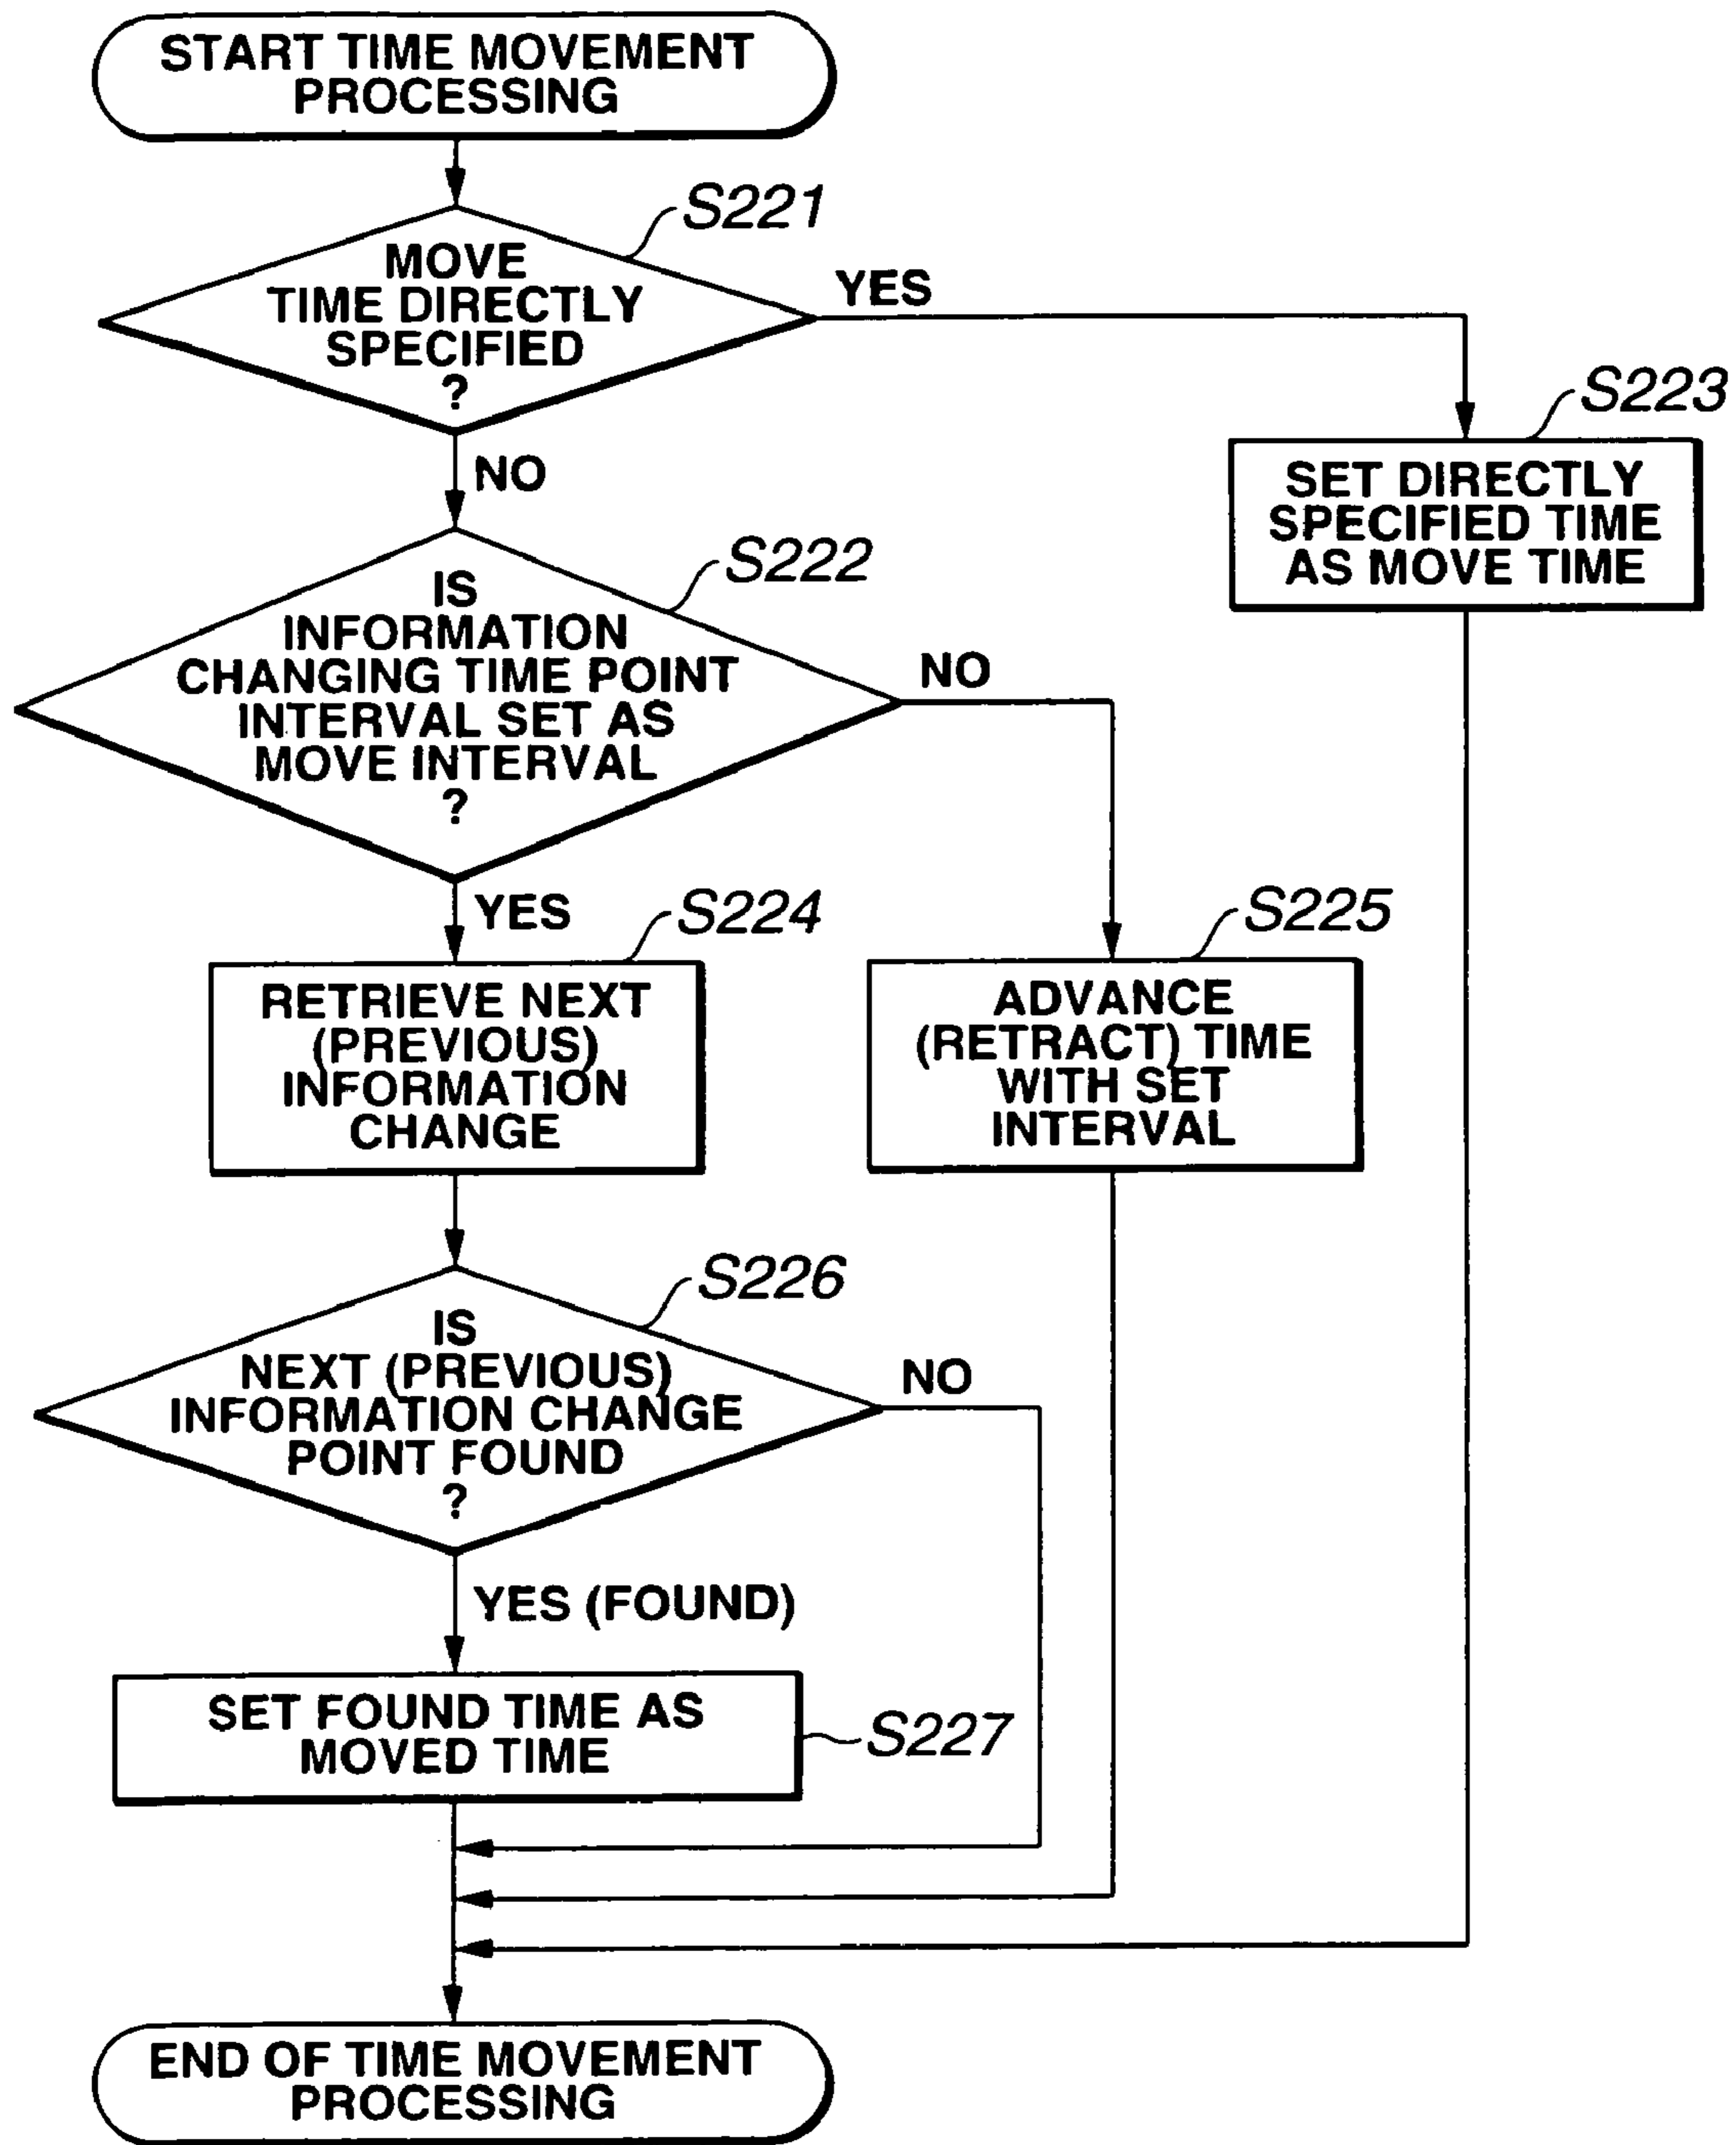 START TIME MOVEMENT
PROCESSING
S221
MOVE
TIME DIRECTLY
SPECIFIED
?
YES
NO
S223
SET DIRECTLY
SPECIFIED TIME
AS MOVE TIME
S222
IS
INFORMATION
CHANGING TIME POINT
INTERVAL SET AS
MOVE INTERVAL
?
NO
YES
S224
RETRIEVE NEXT
(PREVIOUS)
INFORMATION
CHANGE
S225
ADVANCE
(RETRACT) TIME
WITH SET
INTERVAL
S226
IS
NEXT (PREVIOUS)
INFORMATION CHANGE
POINT FOUND
?
NO
YES (FOUND)
SET FOUND TIME AS
MOVED TIME
S227
END OF TIME MOVEMENT
PROCESSING